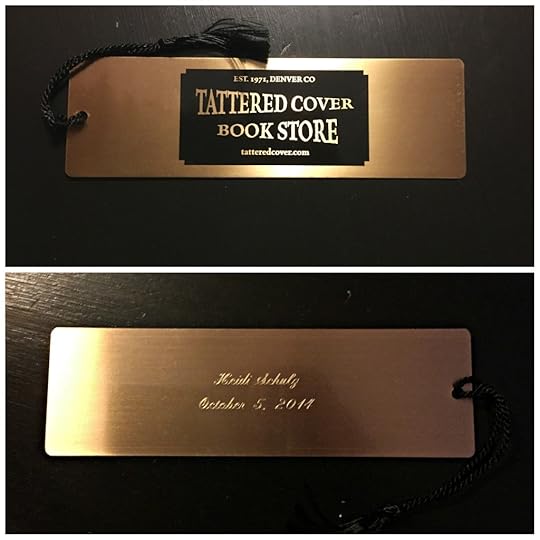 EST. 1971, DENVER CO
TATTERED COVER
BOOK STORE
tatteredcover.com
Heidi Schulz
October 5, 2014